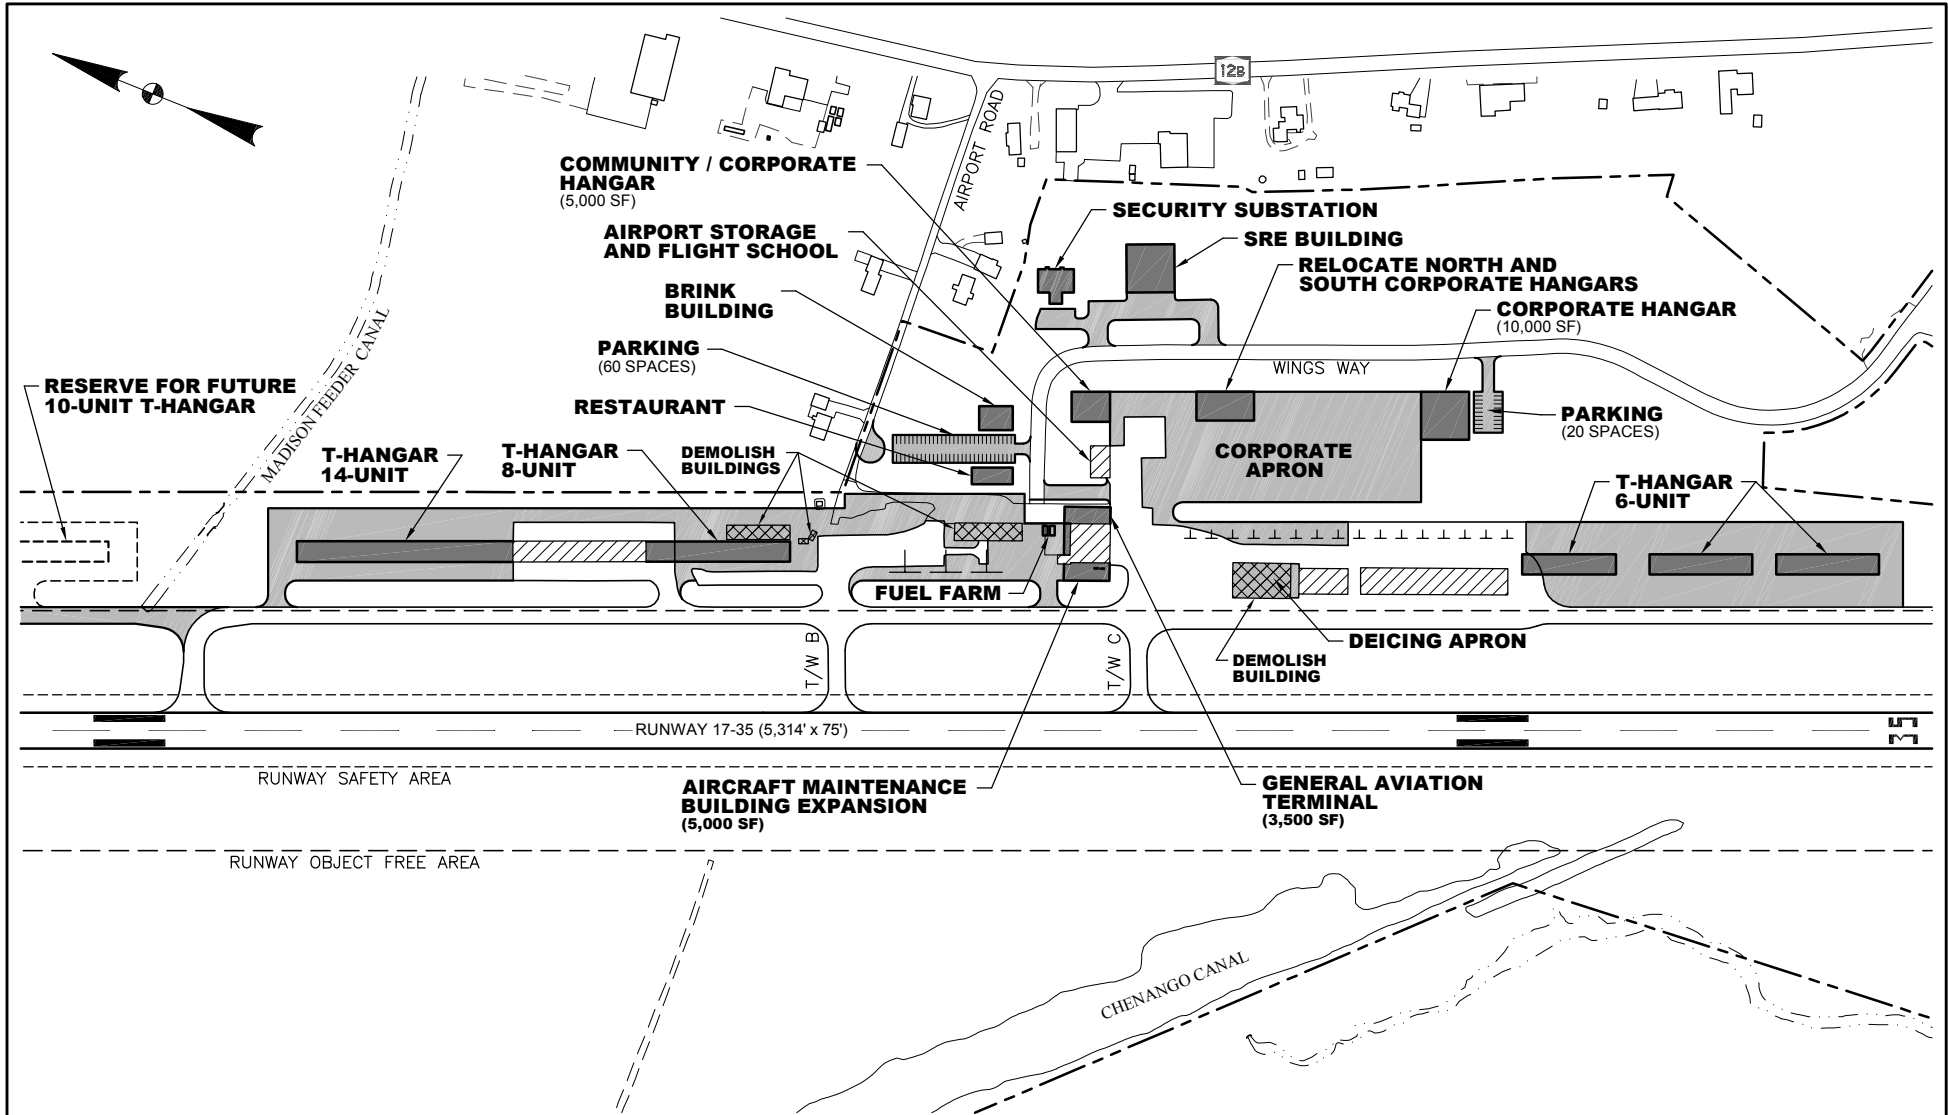 12B
AIRPORT ROAD
COMMUNITY / CORPORATE
HANGAR
(5,000 SF)
SECURITY SUBSTATION
AIRPORT STORAGE
AND FLIGHT SCHOOL
SRE BUILDING
RELOCATE NORTH AND
SOUTH CORPORATE HANGARS
BRINK
BUILDING
CORPORATE HANGAR
(10,000 SF)
PARKING
(60 SPACES)
WINGS WAY
MADISON FEEDER CANAL
RESERVE FOR FUTURE
10-UNIT T-HANGAR
RESTAURANT
PARKING
(20 SPACES)
T-HANGAR
14-UNIT
T-HANGAR
8-UNIT
DEMOLISH
BUILDINGS
CORPORATE
APRON
T-HANGAR
6-UNIT
FUEL FARM
T/W B
T/W C
DEICING APRON
DEMOLISH
BUILDING
RUNWAY 17-35 (5,314' x 75')
35
RUNWAY SAFETY AREA
AIRCRAFT MAINTENANCE
BUILDING EXPANSION
(5,000 SF)
GENERAL AVIATION
TERMINAL
(3,500 SF)
RUNWAY OBJECT FREE AREA
CHENANGO CANAL